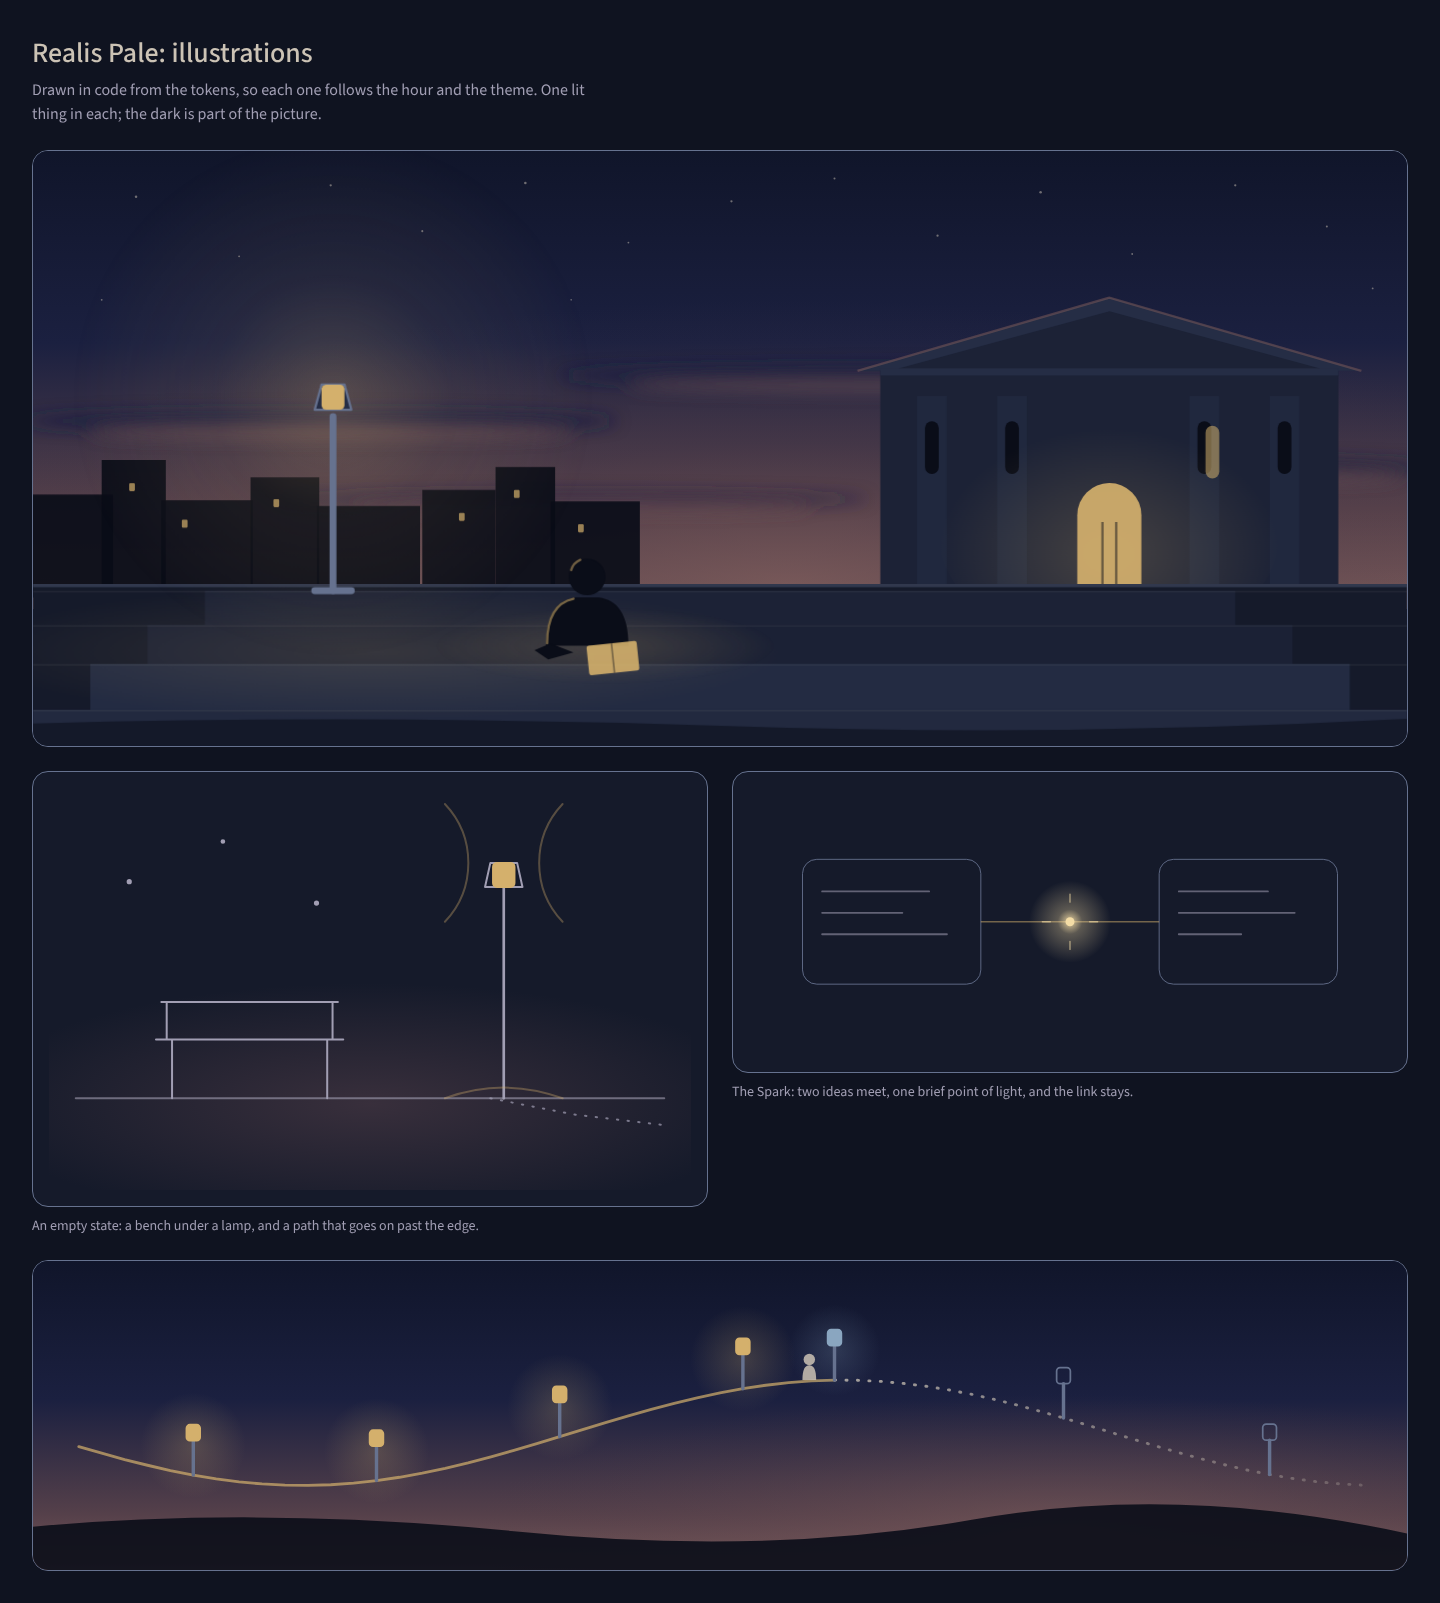 Realis Pale: illustrations
Drawn in code from the tokens, so each one follows the hour and the theme. One lit
thing in each; the dark is part of the picture.
The Spark: two ideas meet, one brief point of light, and the link stays.
An empty state: a bench under a lamp, and a path that goes on past the edge.